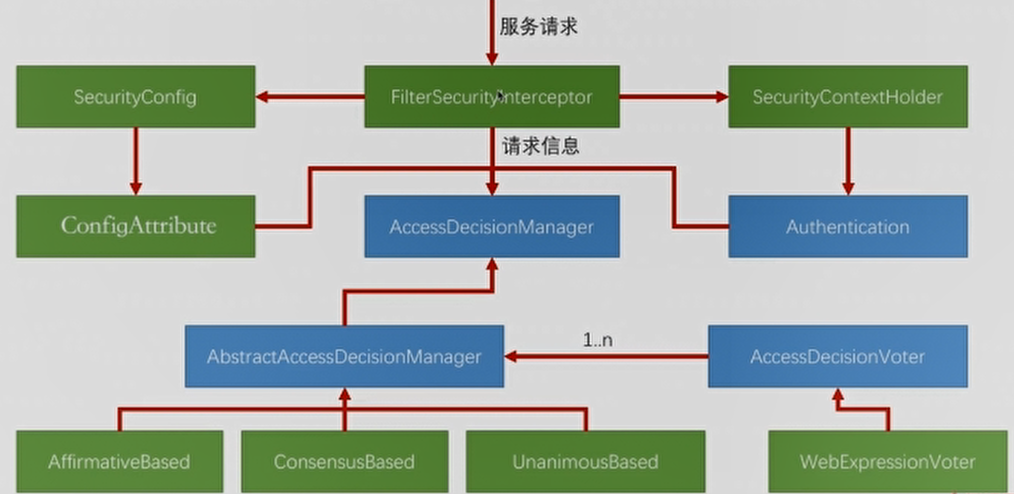 服务请求
SecurityConfig
FilterSecurityInterceptor
SecurityContextHolder
请求信息
ConfigAttribute
AccessDecisionManager
Authentication
AbstractAccessDecisionManager
1..n
AccessDecisionVoter
AffirmativeBased
ConsensusBased
UnanimousBased
WebExpressionVoter